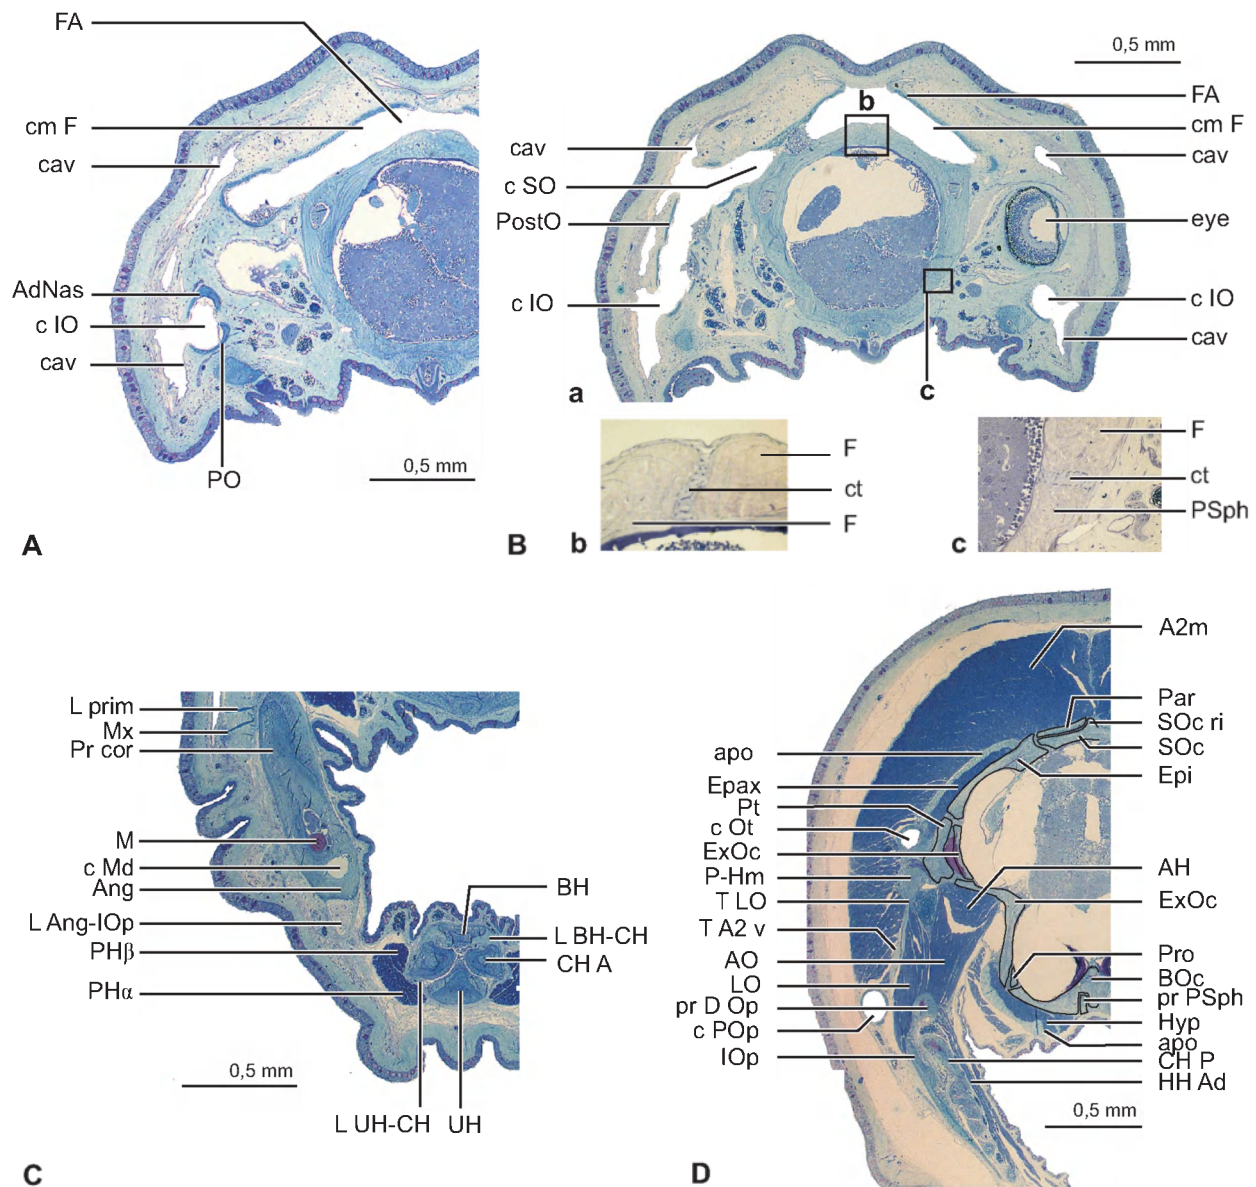 FA
cm F
cav
AdNas
c IO
cav
PO
0,5 mm
A
0,5 mm
b
cav
c SO
PostO
c IO
FA
cm F
cav
eye
c IO
cav
a
c
F
ct
F
B
b
F
ct
PSph
c
L prim
Mx
Pr cor
M
c Md
Ang
L Ang-IOp
PHβ
PHα
BH
L BH-CH
CH A
0,5 mm
L UH-CH
UH
C
apo
Epax
Pt
c Ot
ExOc
P-Hm
T LO
T A2 v
AO
LO
pr D Op
c POp
IOp
A2m
Par
SOc ri
SOc
Epi
AH
ExOc
Pro
BOc
pr PSph
Hyp
apo
CH P
HH Ad
0,5 mm
D